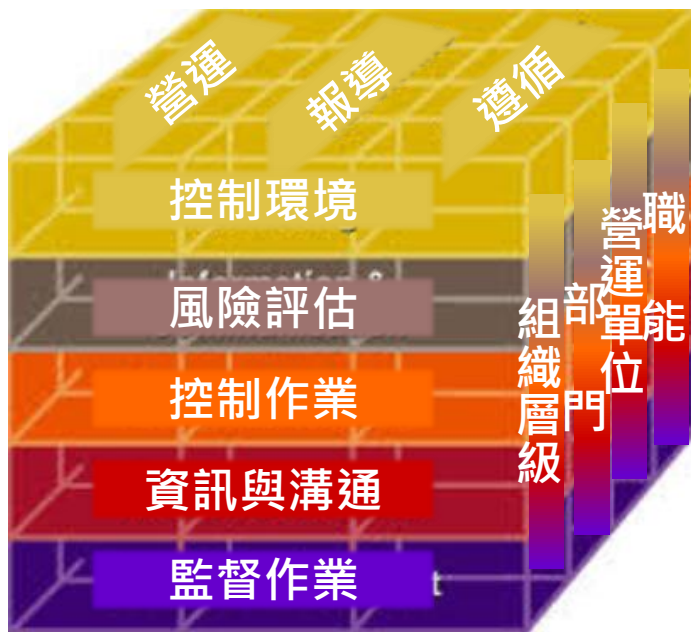 營運
報導
遵循
控制環境
風險評估
控制作業
資訊與溝通
監督作業
組織層級
部門
營運單位
職能